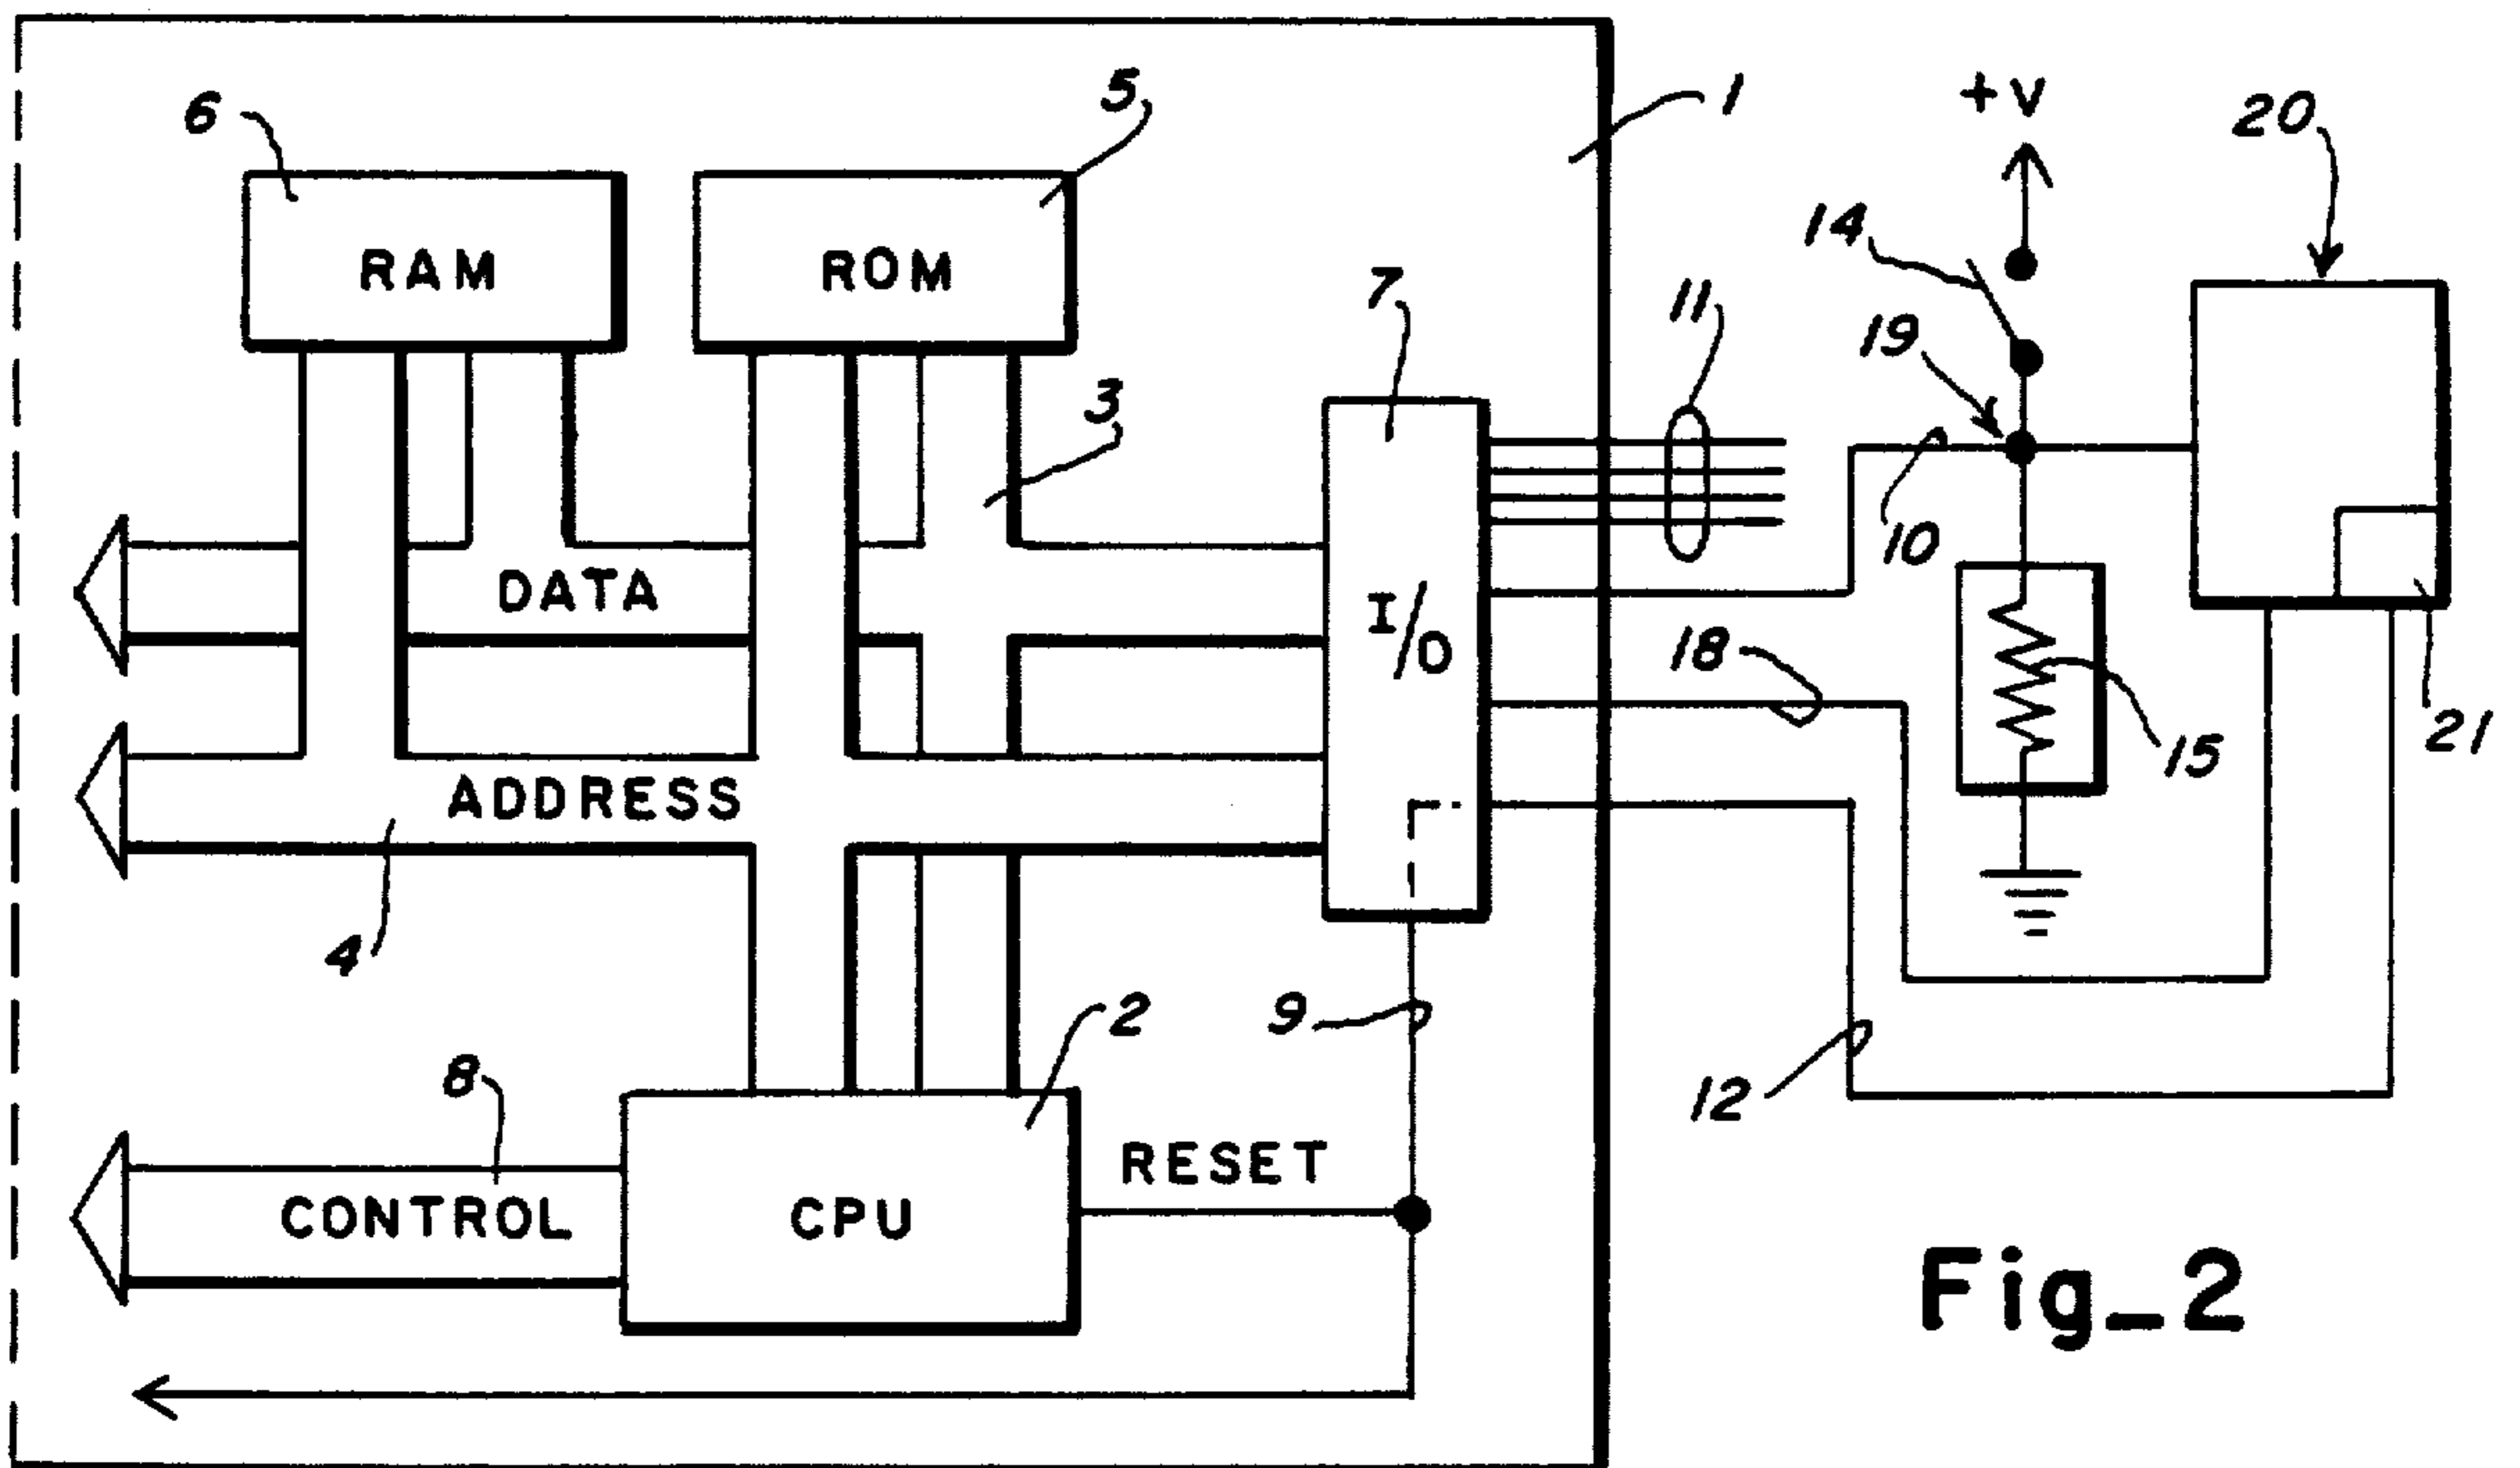 +V
1
20
5
6
14
RAM
ROM
7
11
19
3
10
DATA
I/O
18
21
15
ADDRESS
4
9
2
8
12
RESET
CONTROL
CPU
Fig_2